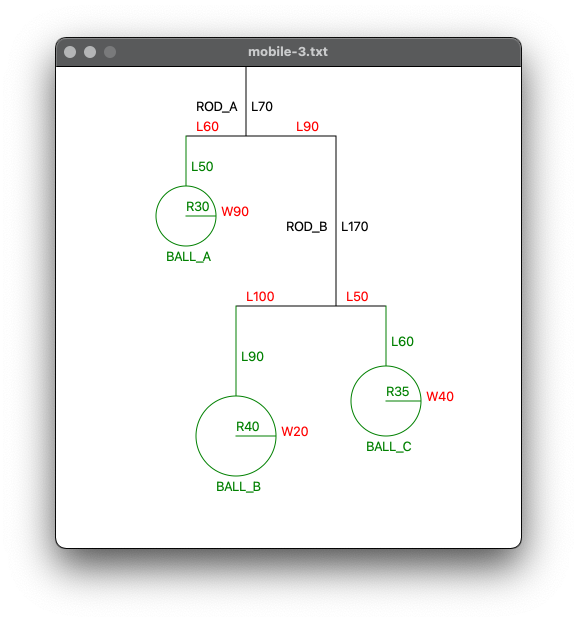 mobile-3.txt
ROD_A L70
L60 L90
L50
R30 W90
ROD_B L170
BALL_A
L100 L50
L60
L90
R35 W40
R40 W20
BALL_C
BALL_B